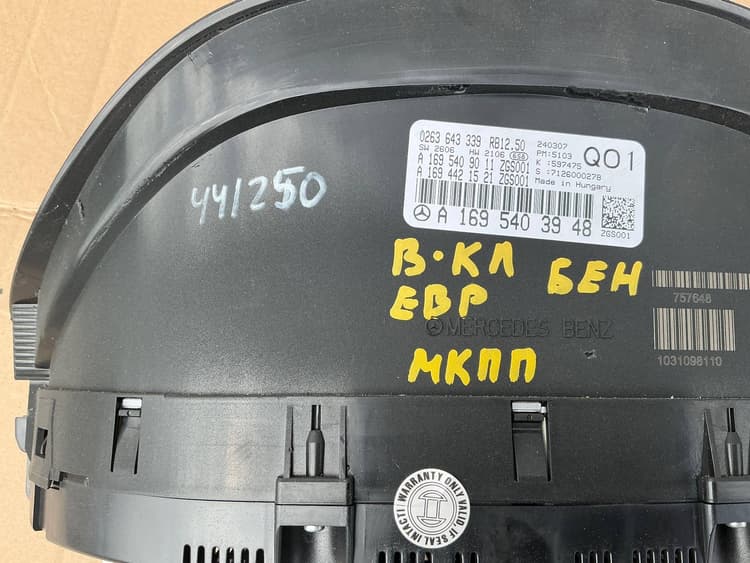 0263 643 339 RB12.50
SW 2606 HW 2106 658
A 169 540 90 11 ZGS001
A 169 442 15 21 ZGS001
240307
PM:5103
K :597475
S :7126000278
Made in Hungary
Q01
A 169 540 39 48
ZGS001
44/250
В·КЛ БЕН
ЕВР
МКПП
MERCEDES BENZ
757648
1031098110
WARRANTY ONLY VALID IF SEAL INTACT!